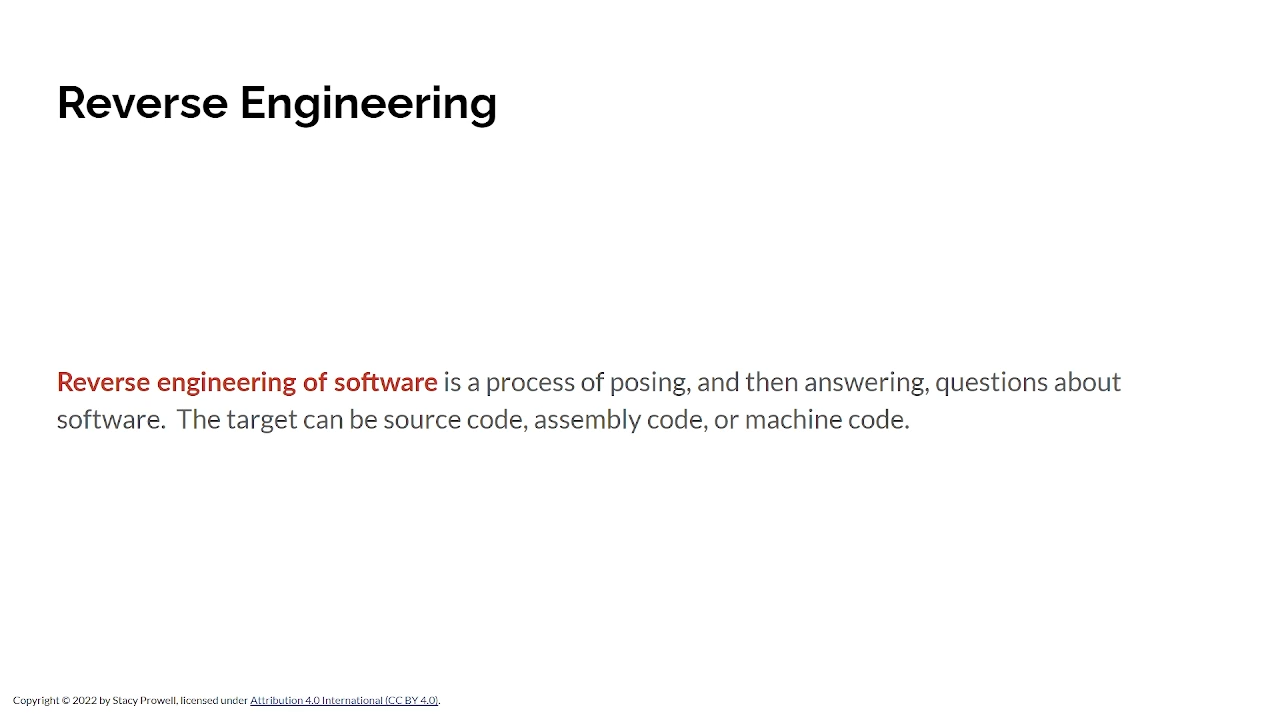 Reverse Engineering
Reverse engineering of software is a process of posing, and then answering, questions about
software.  The target can be source code, assembly code, or machine code.
Copyright © 2022 by Stacy Prowell, licensed under Attribution 4.0 International (CC BY 4.0).